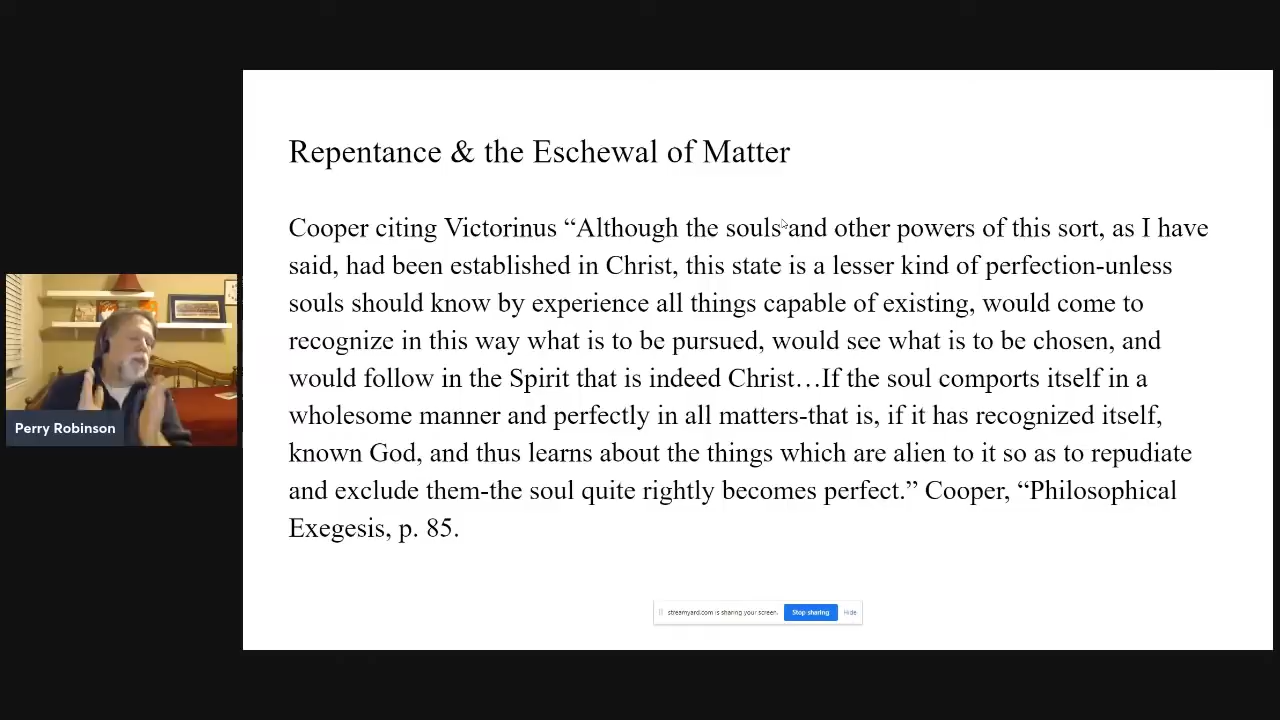 Repentance & the Eschewal of Matter
Cooper citing Victorinus “Although the souls and other powers of this sort, as I have
said, had been established in Christ, this state is a lesser kind of perfection-unless
souls should know by experience all things capable of existing, would come to
recognize in this way what is to be pursued, would see what is to be chosen, and
would follow in the Spirit that is indeed Christ…If the soul comports itself in a
wholesome manner and perfectly in all matters-that is, if it has recognized itself,
known God, and thus learns about the things which are alien to it so as to repudiate
and exclude them-the soul quite rightly becomes perfect.” Cooper, “Philosophical
Exegesis, p. 85.
Perry Robinson
streamyard.com is sharing your screen.
Stop sharing
Hide